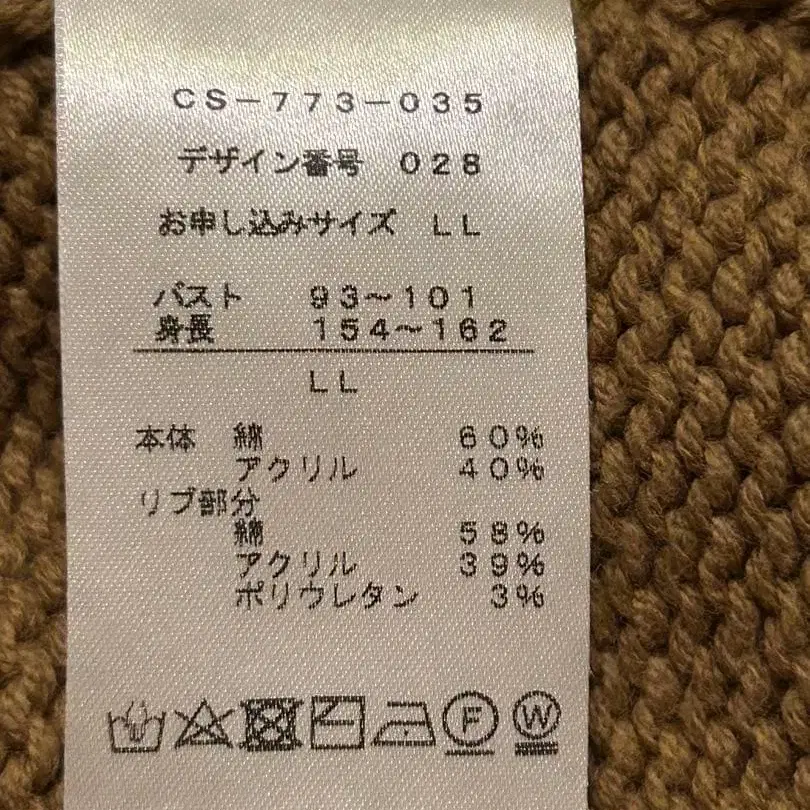 CS-773-035
デザイン番号 028
お申し込みサイズ LL
バスト 93~101
身長 154~162
LL
本体 綿 60%
アクリル 40%
リブ部分
綿 58%
アクリル 39%
ポリウレタン 3%
F W